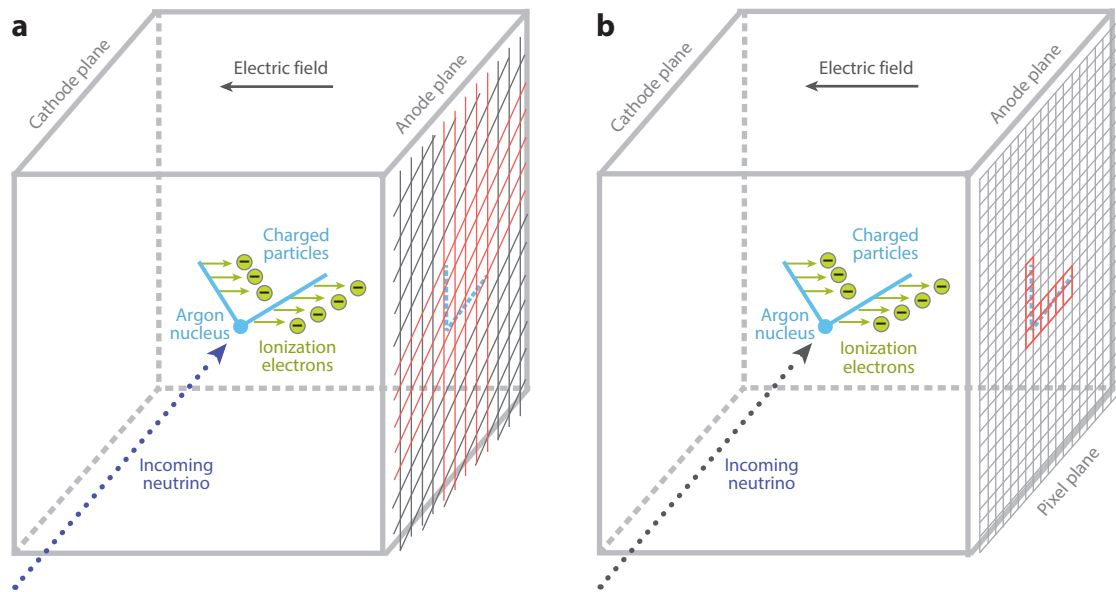 a
Cathode plane
Electric field
Anode plane
Charged
particles
Argon
nucleus
Ionization
electrons
Incoming
neutrino
b
Cathode plane
Electric field
Anode plane
Charged
particles
Argon
nucleus
Ionization
electrons
Incoming
neutrino
Pixel plane